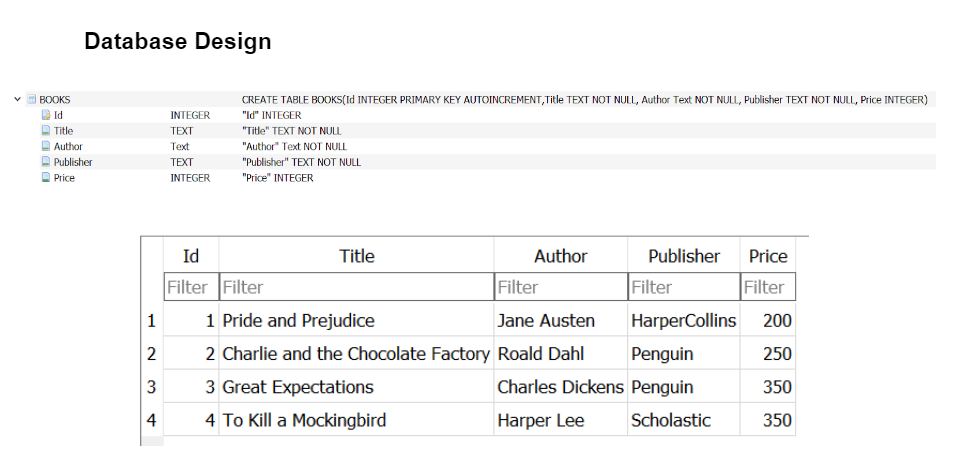 Database Design
BOOKS CREATE TABLE BOOKS(Id INTEGER PRIMARY KEY AUTOINCREMENT,Title TEXT NOT NULL, Author Text NOT NULL, Publisher TEXT NOT NULL, Price INTEGER)
Id INTEGER "Id" INTEGER
Title TEXT "Title" TEXT NOT NULL
Author Text "Author" Text NOT NULL
Publisher TEXT "Publisher" TEXT NOT NULL
Price INTEGER "Price" INTEGER
Id Title Author Publisher Price
Filter Filter Filter Filter Filter
1 1 Pride and Prejudice Jane Austen HarperCollins 200
2 2 Charlie and the Chocolate Factory Roald Dahl Penguin 250
3 3 Great Expectations Charles Dickens Penguin 350
4 4 To Kill a Mockingbird Harper Lee Scholastic 350